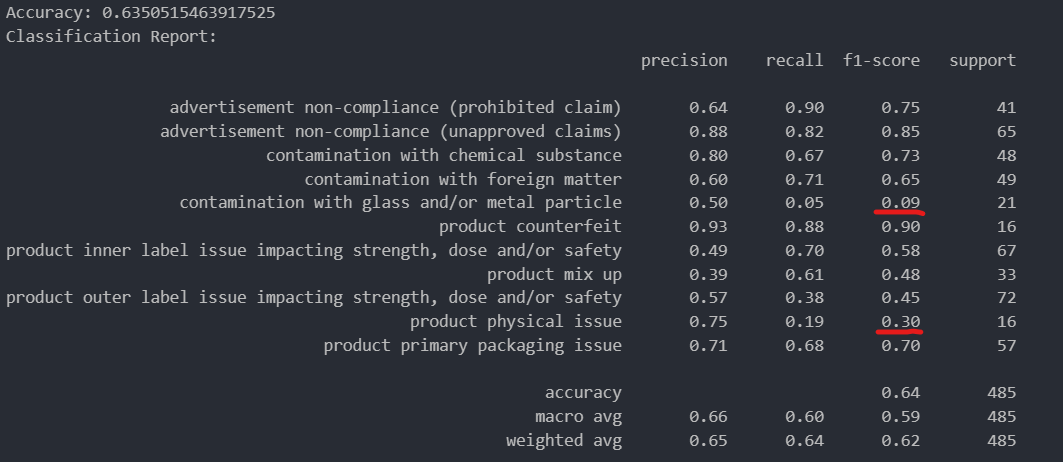 Accuracy: 0.6350515463917525
Classification Report:
precision recall f1-score support
advertisement non-compliance (prohibited claim) 0.64 0.90 0.75 41
advertisement non-compliance (unapproved claims) 0.88 0.82 0.85 65
contamination with chemical substance 0.80 0.67 0.73 48
contamination with foreign matter 0.60 0.71 0.65 49
contamination with glass and/or metal particle 0.50 0.05 0.09 21
product counterfeit 0.93 0.88 0.90 16
product inner label issue impacting strength, dose and/or safety 0.49 0.70 0.58 67
product mix up 0.39 0.61 0.48 33
product outer label issue impacting strength, dose and/or safety 0.57 0.38 0.45 72
product physical issue 0.75 0.19 0.30 16
product primary packaging issue 0.71 0.68 0.70 57
accuracy 0.64 485
macro avg 0.66 0.60 0.59 485
weighted avg 0.65 0.64 0.62 485